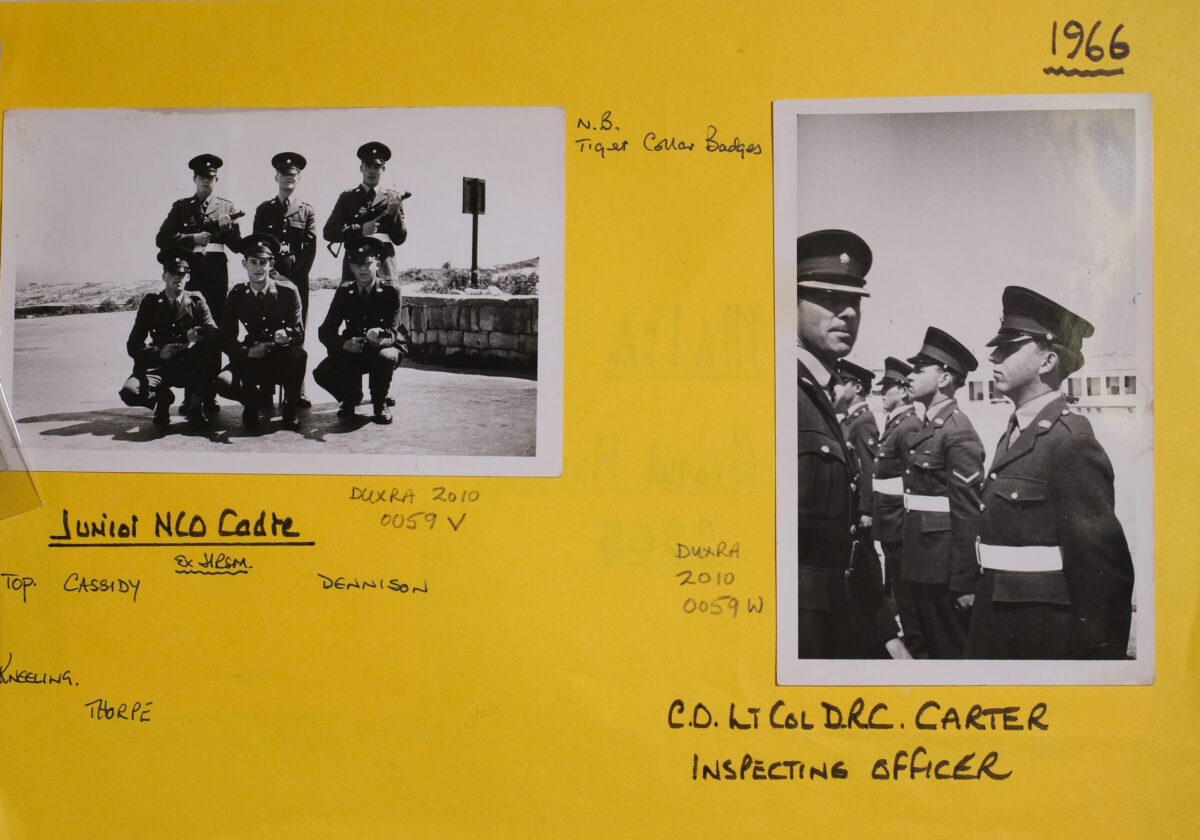 1966
N.B.
Tiger Collar Badges
DUXRA 2010
0059 V
Junior NCO Cadre
Ex HRSM.
Top. CASSIDY DENNISON
KNEELING.
THORPE
DUXRA
2010
0059 W
C.O. LT COL D.R.C. CARTER
INSPECTING OFFICER